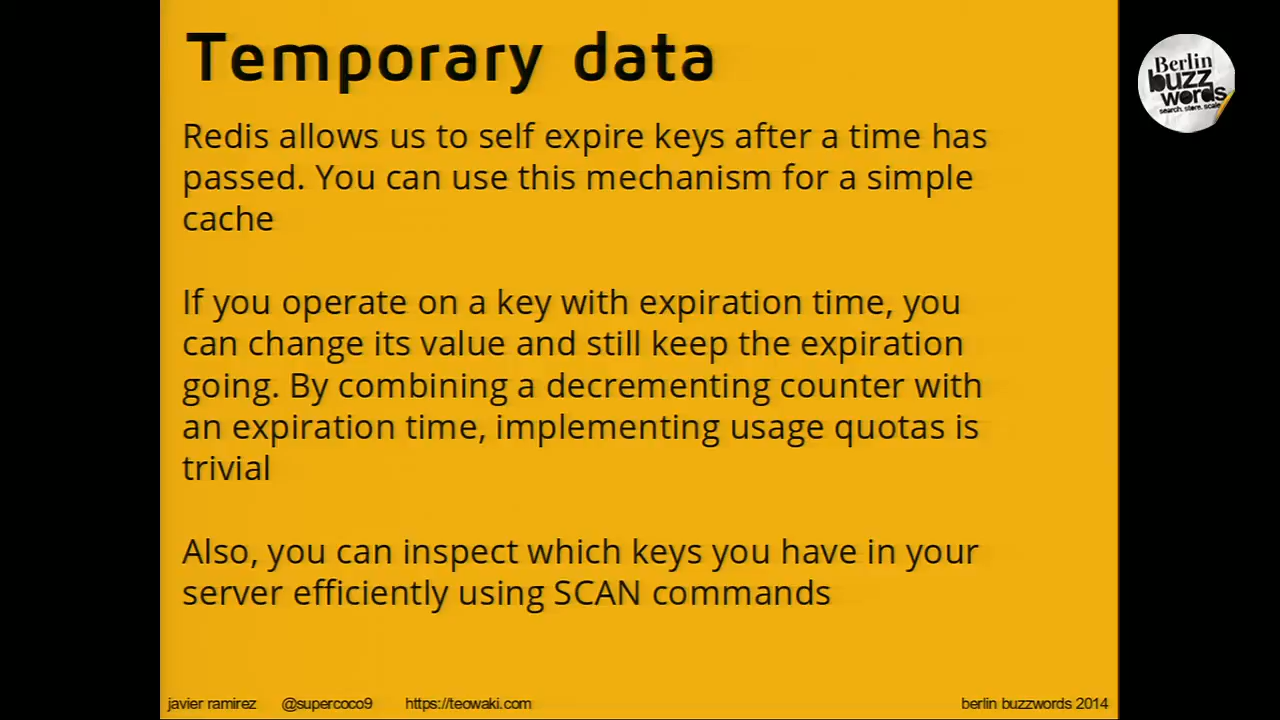 Temporary data
Redis allows us to self expire keys after a time has
passed. You can use this mechanism for a simple
cache
If you operate on a key with expiration time, you
can change its value and still keep the expiration
going. By combining a decrementing counter with
an expiration time, implementing usage quotas is
trivial
Also, you can inspect which keys you have in your
server efficiently using SCAN commands
javier ramirez @supercoco9 https://teowaki.com berlin buzzwords 2014
Berlin
buzz
words
search. store. scale.